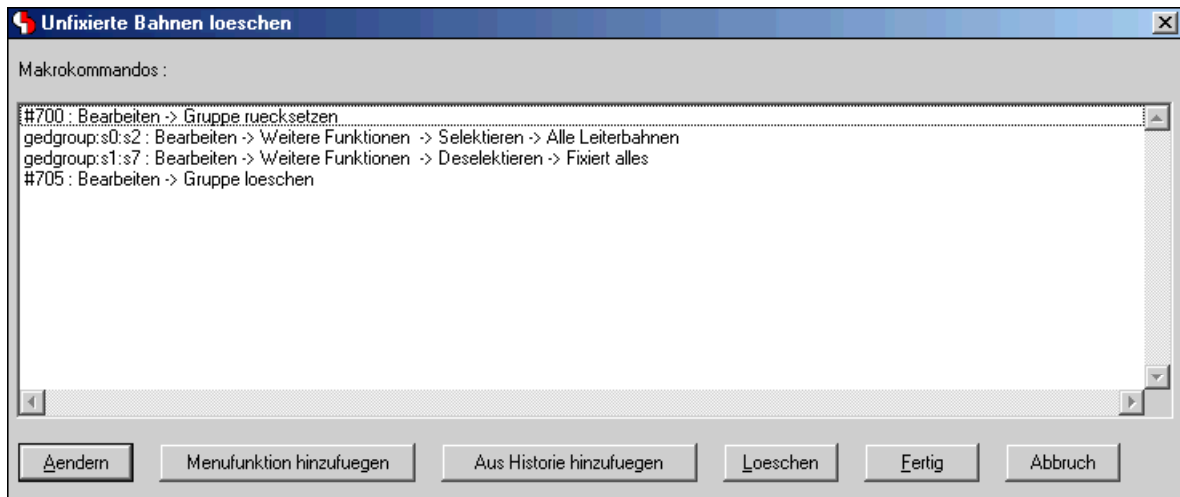 Unfixierte Bahnen loeschen
Makrokommandos :
#700 : Bearbeiten -> Gruppe ruecksetzen
gedgroup:s0:s2 : Bearbeiten -> Weitere Funktionen -> Selektieren -> Alle Leiterbahnen
gedgroup:s1:s7 : Bearbeiten -> Weitere Funktionen -> Deselektieren -> Fixiert alles
#705 : Bearbeiten -> Gruppe loeschen
Aendern Menufunktion hinzufuegen Aus Historie hinzufuegen Loeschen Fertig Abbruch